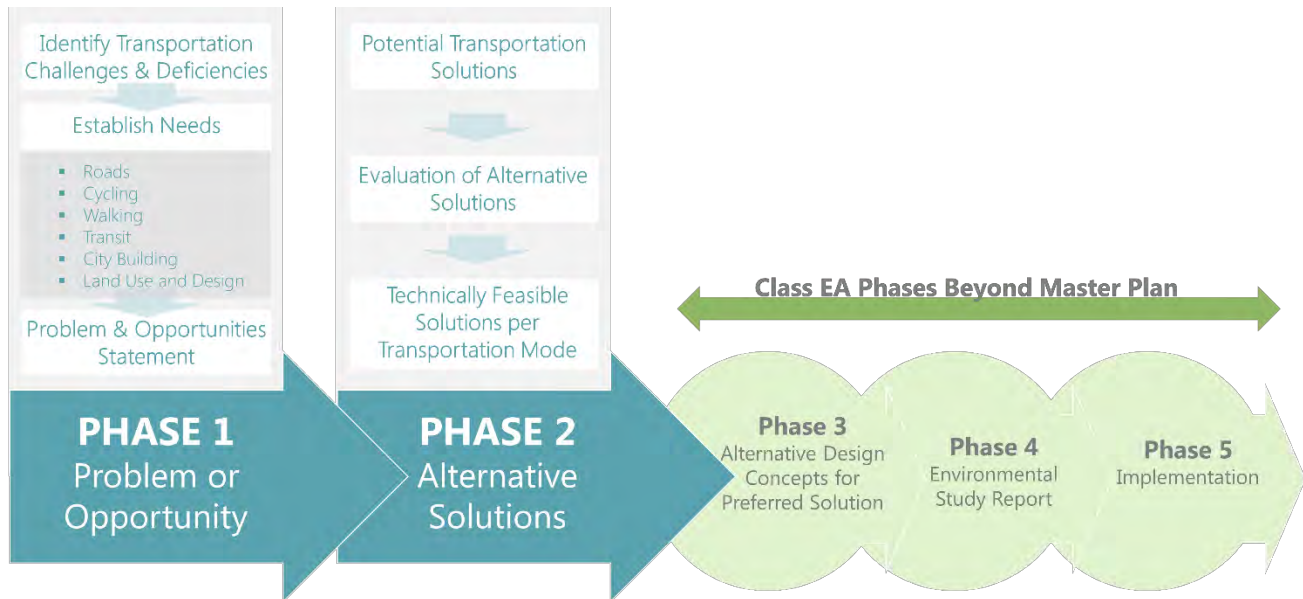 Identify Transportation
Challenges & Deficiencies
Establish Needs
▪ Roads
▪ Cycling
▪ Walking
▪ Transit
▪ City Building
▪ Land Use and Design
Problem & Opportunities
Statement
PHASE 1
Problem or
Opportunity
Potential Transportation
Solutions
Evaluation of Alternative
Solutions
Technically Feasible
Solutions per
Transportation Mode
PHASE 2
Alternative
Solutions
Class EA Phases Beyond Master Plan
Phase 3
Alternative Design
Concepts for
Preferred Solution
Phase 4
Environmental
Study Report
Phase 5
Implementation